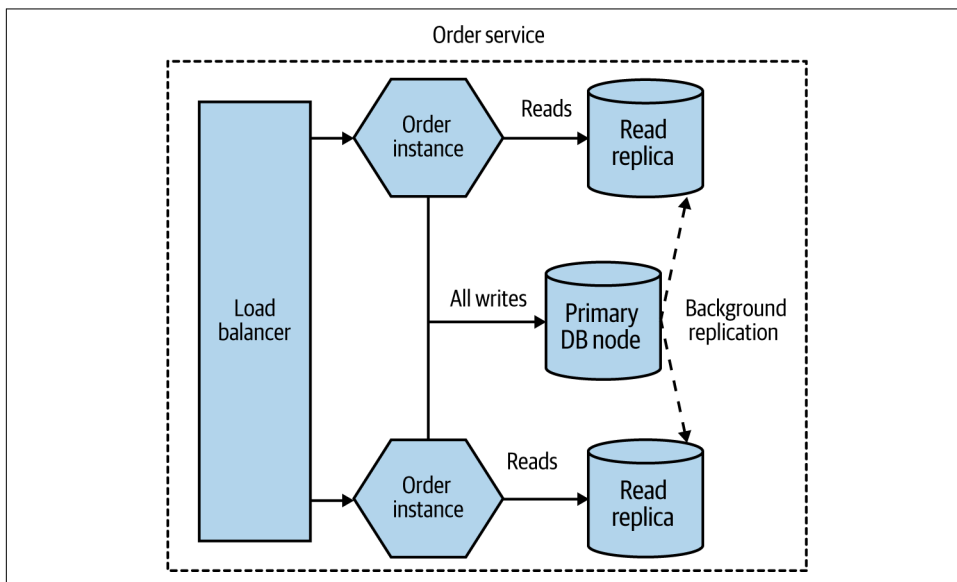 Order service
Order
instance
Reads
Read
replica
Load
balancer
All writes
Primary
DB node
Background
replication
Order
instance
Reads
Read
replica